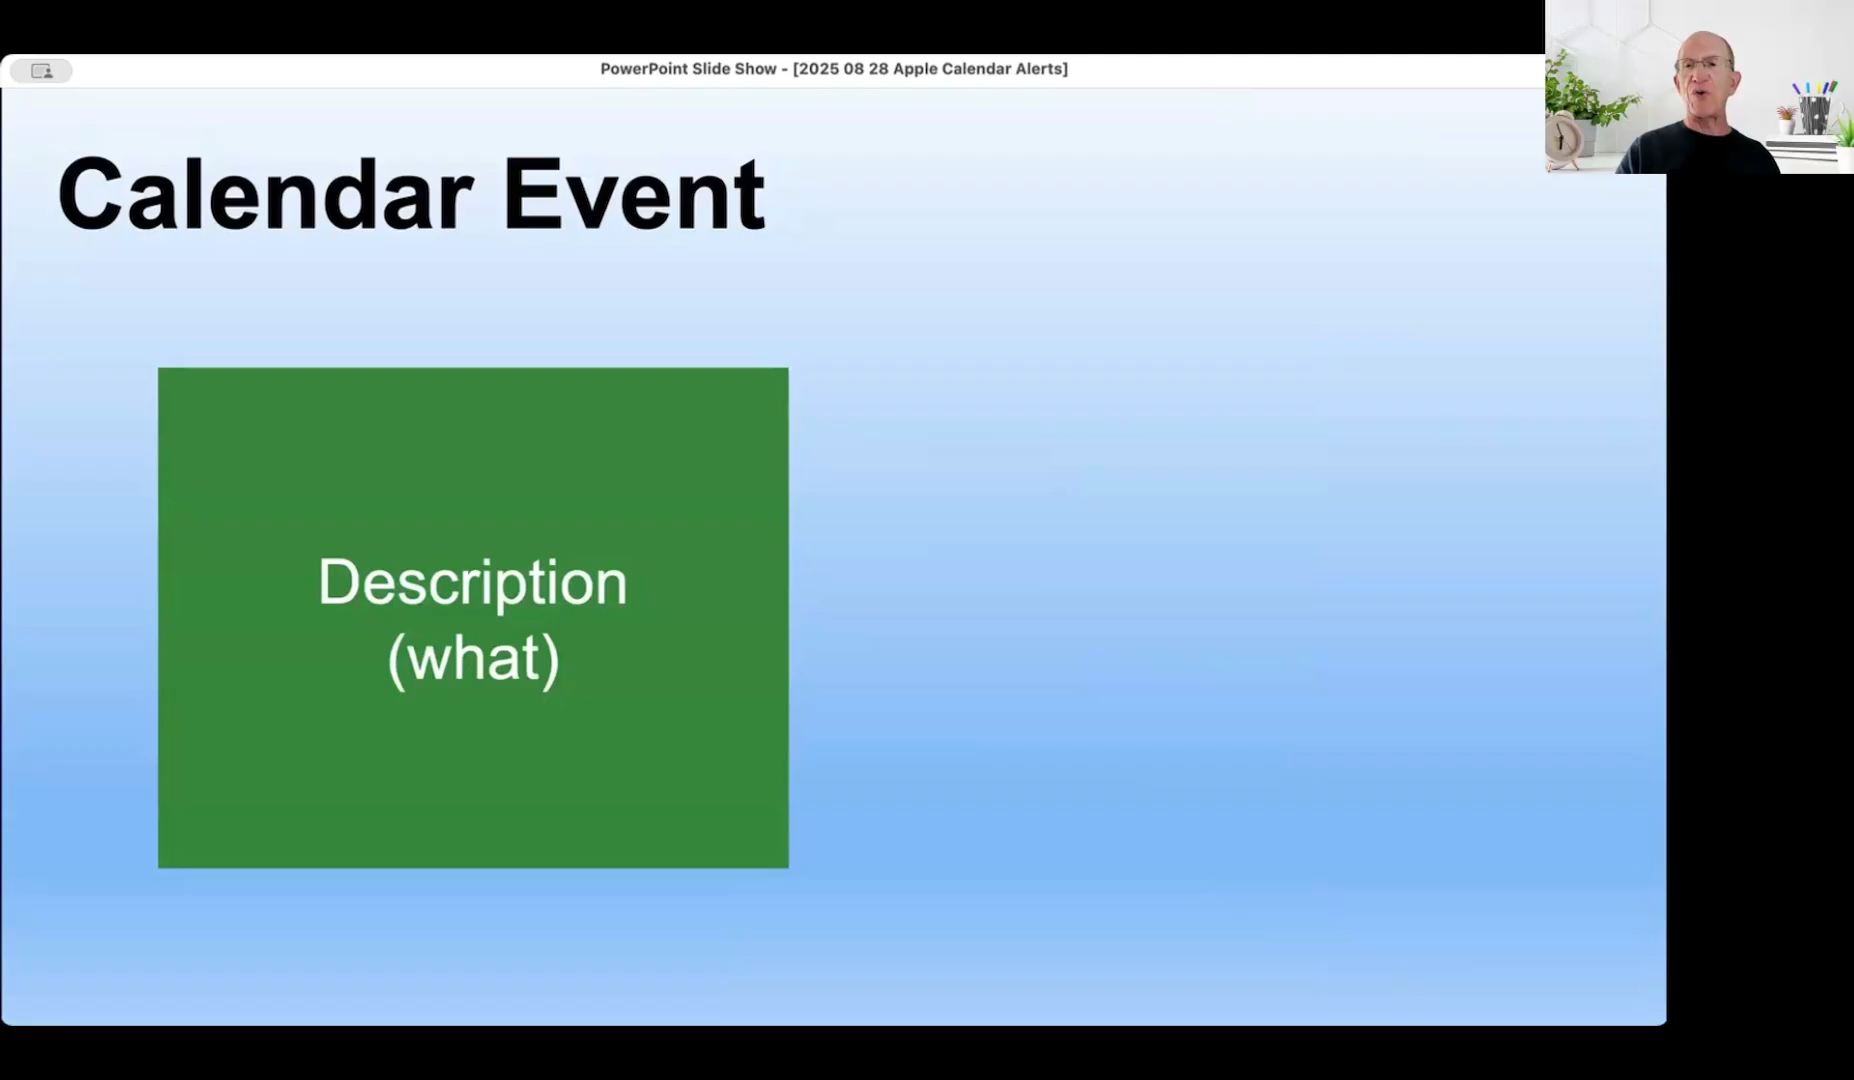 PowerPoint Slide Show - [2025 08 28 Apple Calendar Alerts]
Calendar Event
Description
(what)